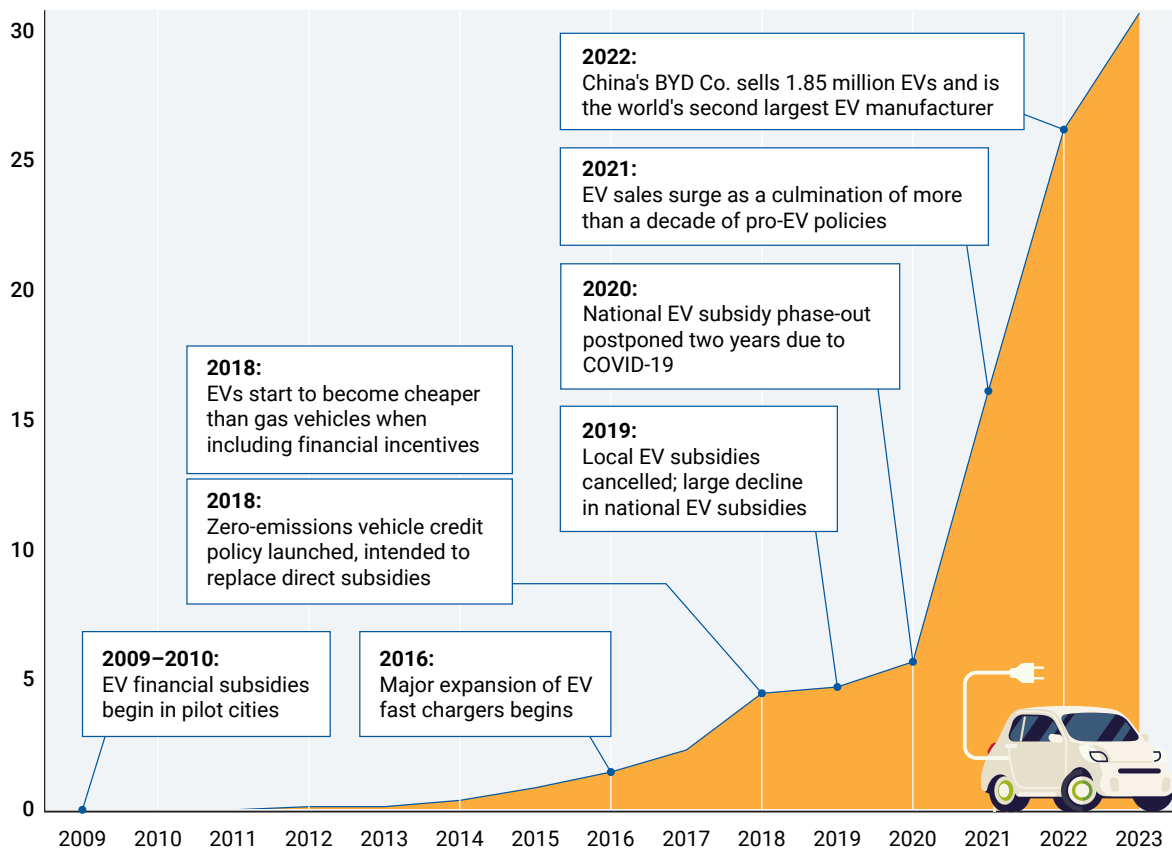 30
25
20
15
10
5
0
2022:
China's BYD Co. sells 1.85 million EVs and is
the world's second largest EV manufacturer
2021:
EV sales surge as a culmination of more
than a decade of pro-EV policies
2020:
National EV subsidy phase-out
postponed two years due to
COVID-19
2018:
EVs start to become cheaper
than gas vehicles when
including financial incentives
2019:
Local EV subsidies
cancelled; large decline
in national EV subsidies
2018:
Zero-emissions vehicle credit
policy launched, intended to
replace direct subsidies
2009–2010:
EV financial subsidies
begin in pilot cities
2016:
Major expansion of EV
fast chargers begins
2009 2010 2011 2012 2013 2014 2015 2016 2017 2018 2019 2020 2021 2022 2023